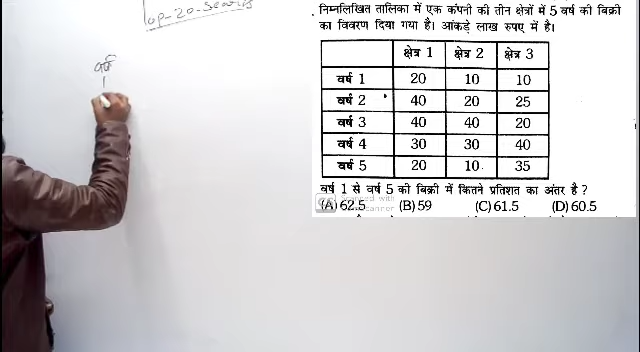 Top-20-Series
वर्ष
1
निम्नलिखित तालिका में एक कंपनी की तीन क्षेत्रों में 5 वर्ष की बिक्री
का विवरण दिया गया है। आंकड़े लाख रुपए में है।
क्षेत्र 1 क्षेत्र 2 क्षेत्र 3
वर्ष 1 20 10 10
वर्ष 2 40 20 25
वर्ष 3 40 40 20
वर्ष 4 30 30 40
वर्ष 5 20 10 35
वर्ष 1 से वर्ष 5 की बिक्री में कितने प्रतिशत का अंतर है ?
(A) 62.5 (B) 59 (C) 61.5 (D) 60.5